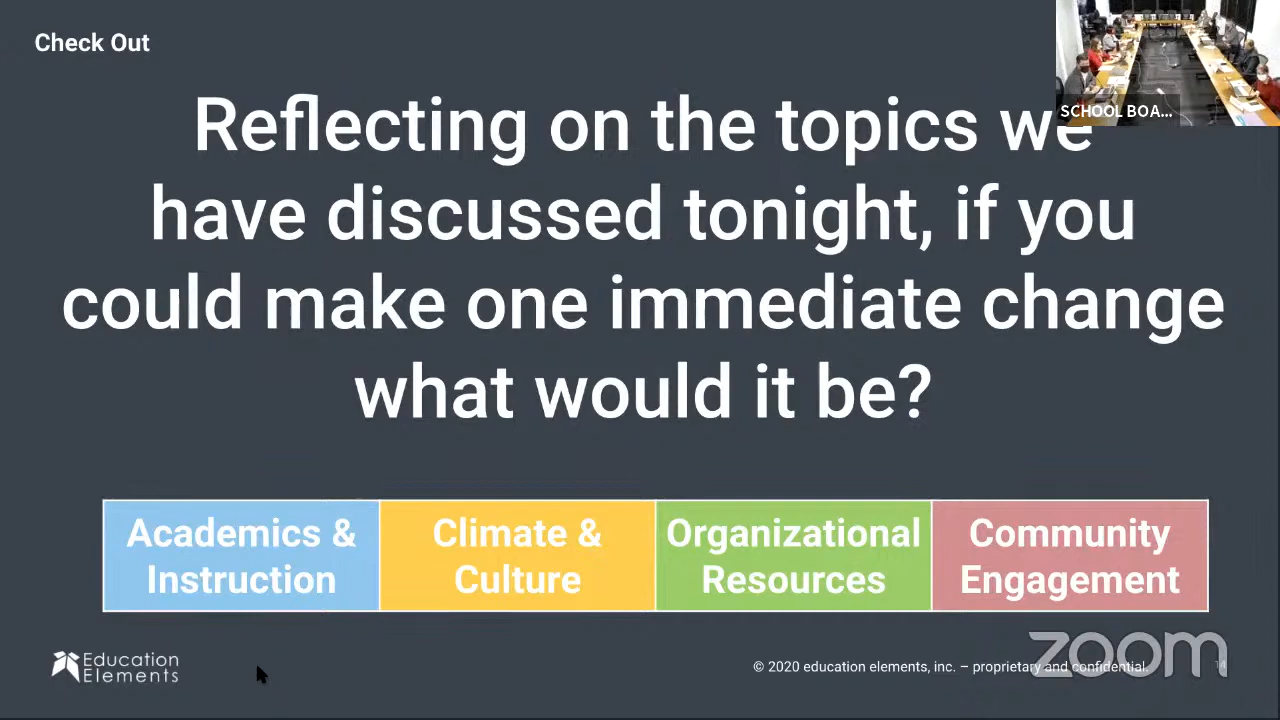 Check Out
SCHOOL BOA...
Reflecting on the topics we
have discussed tonight, if you
could make one immediate change
what would it be?
Academics &
Instruction
Climate &
Culture
Organizational
Resources
Community
Engagement
Education
Elements
© 2020 education elements, inc. – proprietary and confidential.
14
zoom